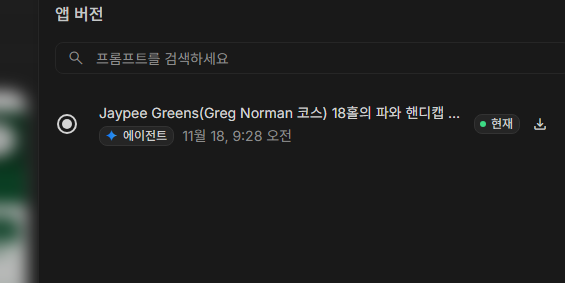 앱 버전
프롬프트를 검색하세요
Jaypee Greens(Greg Norman 코스) 18홀의 파와 핸디캡 ...
현재
에이전트 11월 18, 9:28 오전